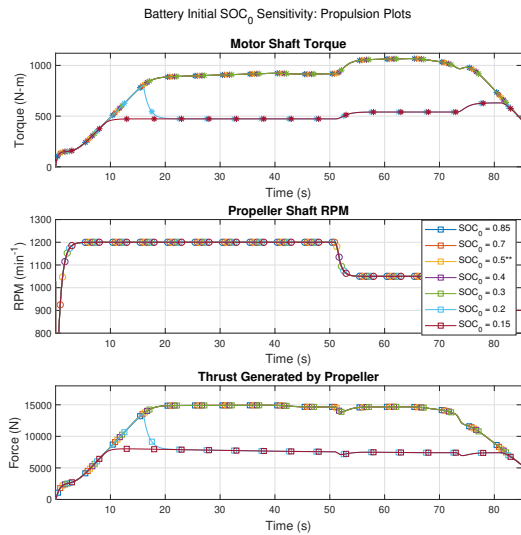 Battery Initial SOC0 Sensitivity: Propulsion Plots
Motor Shaft Torque
Torque (N-m)
1000
500
0
0 10 20 30 40 50 60 70 80
Time (s)
Propeller Shaft RPM
RPM (min-1)
1300
1200
1100
1000
900
800
0 10 20 30 40 50 60 70 80
Time (s)
SOC0 = 0.85
SOC0 = 0.7
SOC0 = 0.5**
SOC0 = 0.4
SOC0 = 0.3
SOC0 = 0.2
SOC0 = 0.15
Thrust Generated by Propeller
Force (N)
15000
10000
5000
0
0 10 20 30 40 50 60 70 80
Time (s)